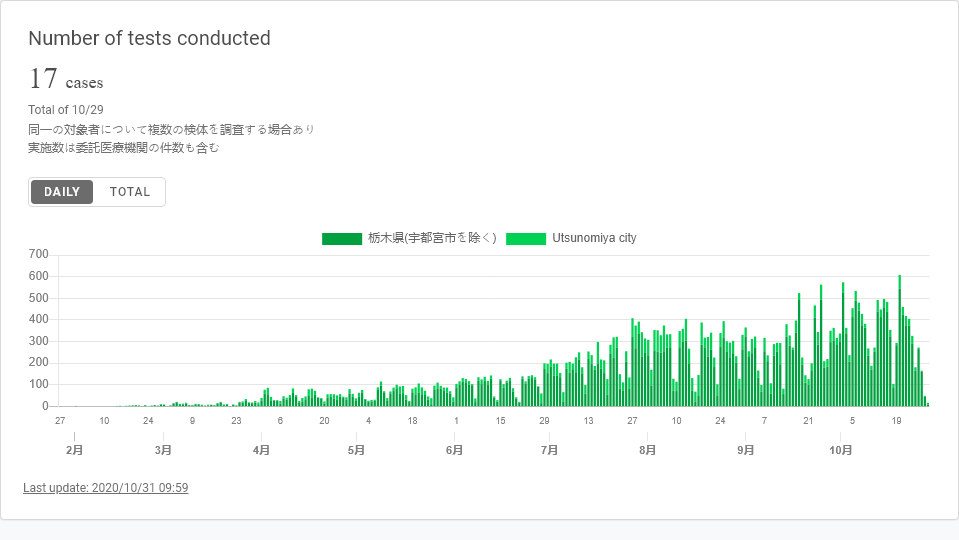 Number of tests conducted
17 cases
Total of 10/29
同一の対象者について複数の検体を調査する場合あり
実施数は委託医療機関の件数も含む
DAILY TOTAL
栃木県(宇都宮市を除く) Utsunomiya city
700
600
500
400
300
200
100
0
27 10 24 9 23 6 20 4 18 1 15 29 13 27 10 24 7 21 5 19
2月 3月 4月 5月 6月 7月 8月 9月 10月
Last update: 2020/10/31 09:59